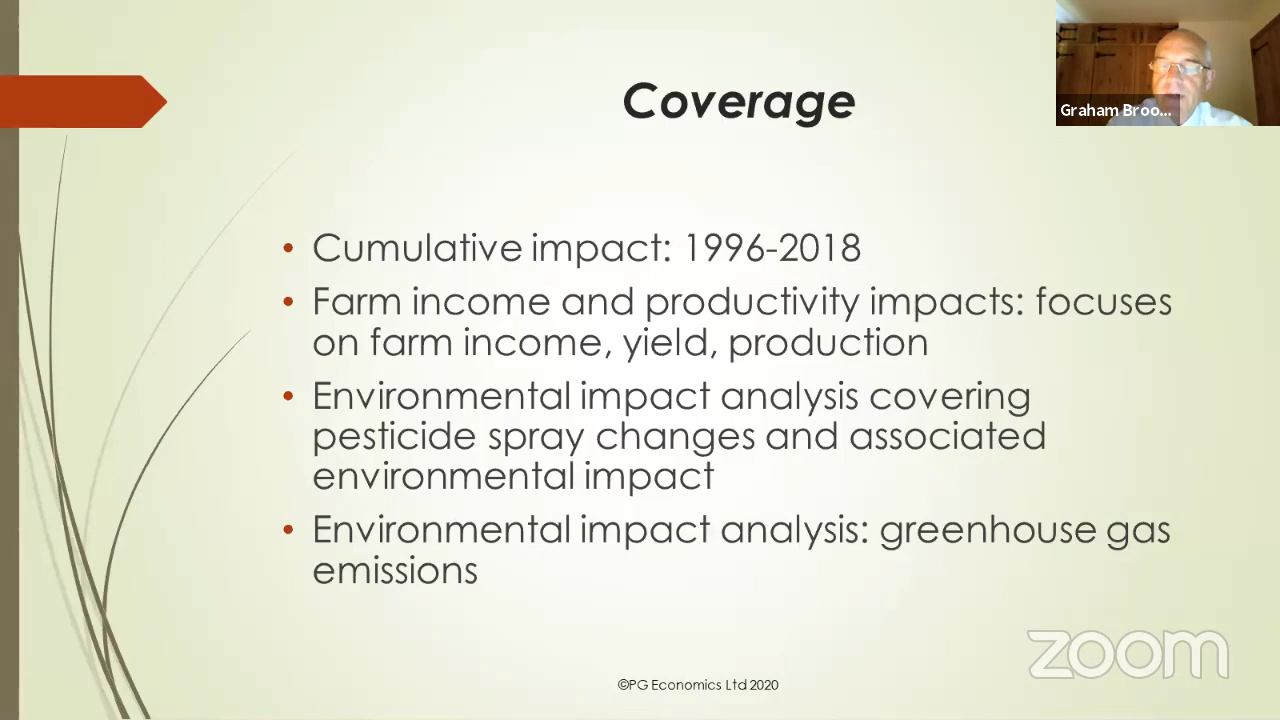 Coverage
Graham Broo...
• Cumulative impact: 1996-2018
• Farm income and productivity impacts: focuses
on farm income, yield, production
• Environmental impact analysis covering
pesticide spray changes and associated
environmental impact
• Environmental impact analysis: greenhouse gas
emissions
zoom
©PG Economics Ltd 2020